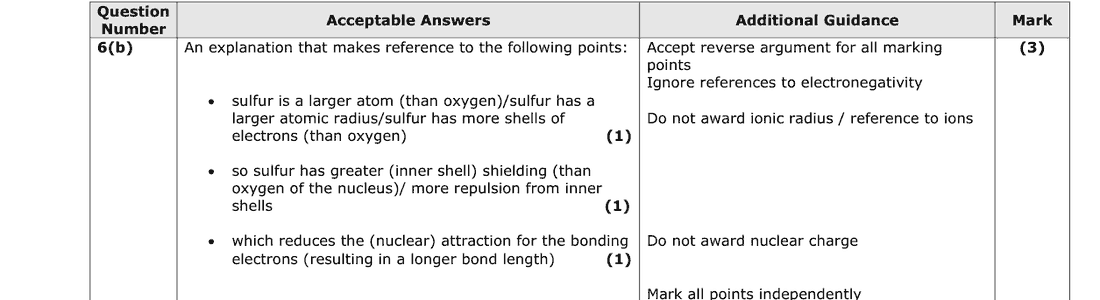 Question Number
Acceptable Answers
Additional Guidance
Mark
6(b)
An explanation that makes reference to the following points:
Accept reverse argument for all marking
points
Ignore references to electronegativity
(3)
• sulfur is a larger atom (than oxygen)/sulfur has a
larger atomic radius/sulfur has more shells of
electrons (than oxygen) (1)
Do not award ionic radius / reference to ions
• so sulfur has greater (inner shell) shielding (than
oxygen of the nucleus)/ more repulsion from inner
shells (1)
• which reduces the (nuclear) attraction for the bonding
electrons (resulting in a longer bond length) (1)
Do not award nuclear charge
Mark all points independently